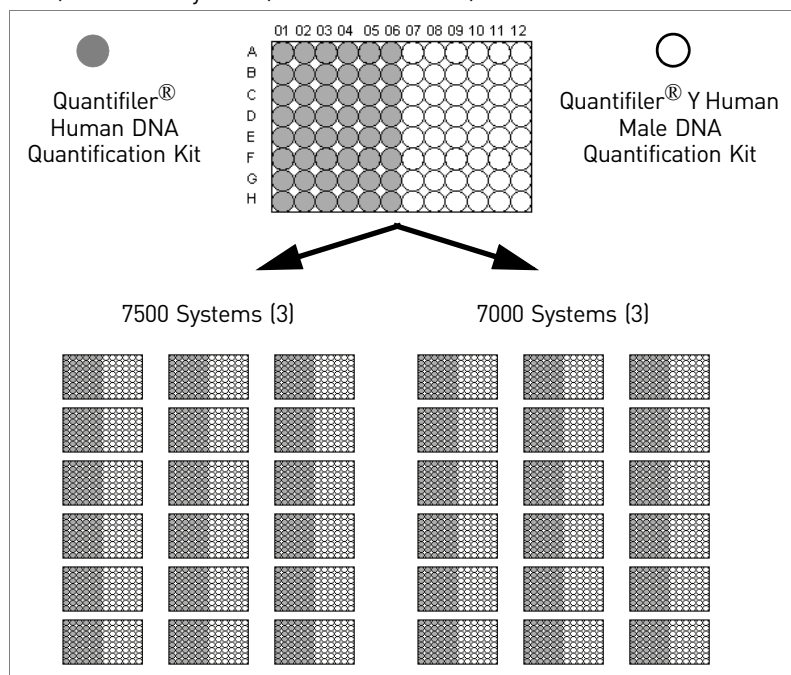 01 02 03 04 05 06 07 08 09 10 11 12
A
B
C
D
E
F
G
H
Quantifiler®
Human DNA
Quantification Kit
Quantifiler® Y Human
Male DNA
Quantification Kit
7500 Systems (3)
7000 Systems (3)